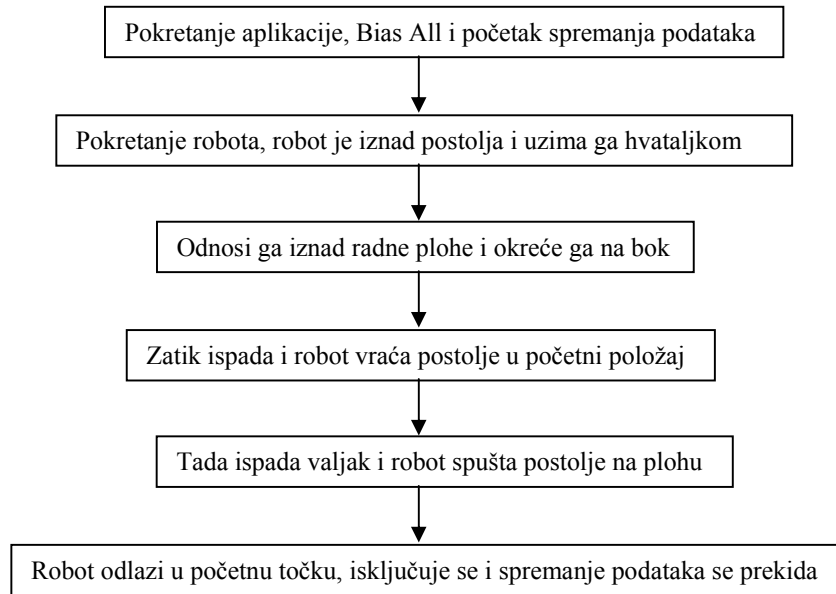 Pokretanje aplikacije, Bias All i početak spremanja podataka
Pokretanje robota, robot je iznad postolja i uzima ga hvataljkom
Odnosi ga iznad radne plohe i okreće ga na bok
Zatik ispada i robot vraća postolje u početni položaj
Tada ispada valjak i robot spušta postolje na plohu
Robot odlazi u početnu točku, isključuje se i spremanje podataka se prekida